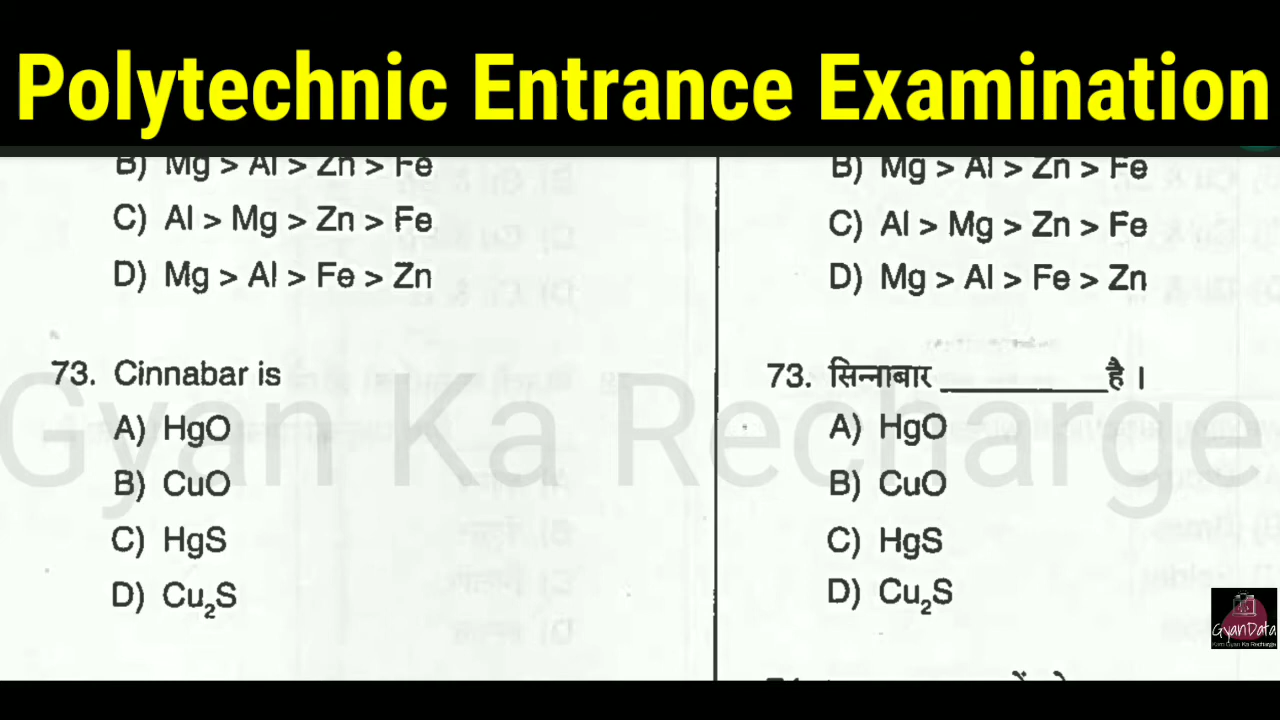 Polytechnic Entrance Examination
B) Mg > Al > Zn > Fe
C) Al > Mg > Zn > Fe
D) Mg > Al > Fe > Zn
73. Cinnabar is
A) HgO
B) CuO
C) HgS
D) Cu₂S
B) Mg > Al > Zn > Fe
C) Al > Mg > Zn > Fe
D) Mg > Al > Fe > Zn
73. सिन्नाबार __________ है ।
A) HgO
B) CuO
C) HgS
D) Cu₂S
Gyan Ka Recharge
GyanData